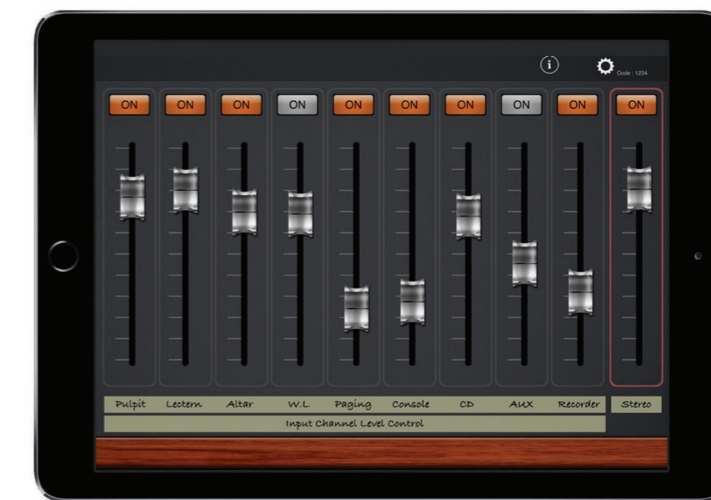 i
Code : 1234
ON ON ON ON ON ON ON ON ON ON
Pulpit Lectern Altar W.L Paging Console CD AUX Recorder Stereo
Input Channel Level Control